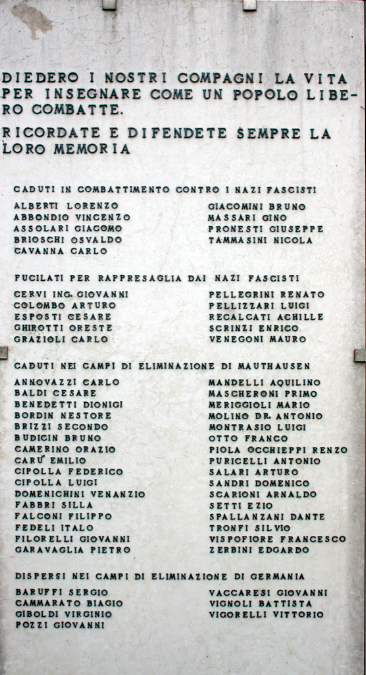 DIEDERO I NOSTRI COMPAGNI LA VITA
PER INSEGNARE COME UN POPOLO LIBE-
RO COMBATTE.
RICORDATE E DIFENDETE SEMPRE LA
LORO MEMORIA
CADUTI IN COMBATTIMENTO CONTRO I NAZI FASCISTI
ALBERTI LORENZO
ABBONDIO VINCENZO
ASSOLARI GIACOMO
BRIOSCHI OSVALDO
CAVANNA CARLO
GIACOMINI BRUNO
MASSARI GINO
PRONESTI GIUSEPPE
TAMMASINI NICOLA
FUCILATI PER RAPPRESAGLIA DAI NAZI FASCISTI
CERVI ING. GIOVANNI
COLOMBO ARTURO
ESPOSTI CESARE
GHIROTTI ORESTE
GRAZIOLI CARLO
PELLEGRINI RENATO
PELLIZZARI LUIGI
RECALCATI ACHILLE
SCRINZI ENRICO
VENEGONI MAURO
CADUTI NEI CAMPI DI ELIMINAZIONE DI MAUTHAUSEN
ANNOVAZZI CARLO
BALDI CESARE
BENEDETTI DIONIGI
BORDIN NESTORE
BRIZZI SECONDO
BUDICIN BRUNO
CAMERINO ORAZIO
CARU' EMILIO
CIPOLLA FEDERICO
CIPOLLA LUIGI
DOMENICHINI VENANZIO
FABBRI SILLA
FALCONI FILIPPO
FEDELI ITALO
FILORELLI GIOVANNI
GARAVAGLIA PIETRO
MANDELLI AQUILINO
MASCHERONI PRIMO
MERIGGIOLI MARIO
MOLINO DR. ANTONIO
MONTRASIO LUIGI
OTTO FRANCO
PIOLA OCCHIEPPI RENZO
PURICELLI ANTONIO
SALARI ARTURO
SANDRI DOMENICO
SCARIONI ARNALDO
SETTI EZIO
SPALLANZANI DANTE
TRONFI SILVIO
VISPOFIORE FRANCESCO
ZERBINI EDGARDO
DISPERSI NEI CAMPI DI ELIMINAZIONE DI GERMANIA
BARUFFI SERGIO
CAMMARATO BIAGIO
GIBOLDI VIRGINIO
POZZI GIOVANNI
VACCARESI GIOVANNI
VIGNOLI BATTISTA
VIGORELLI VITTORIO